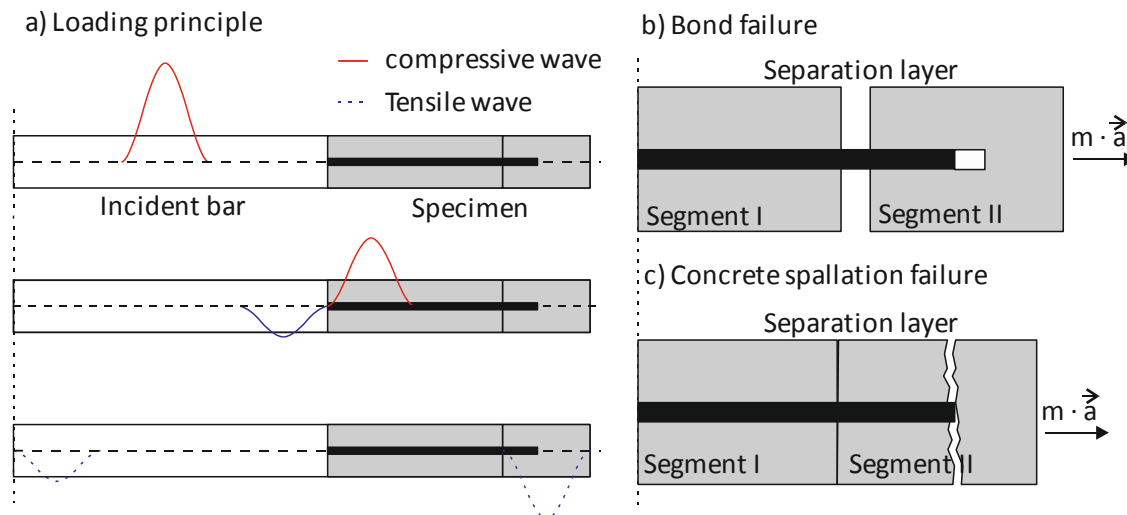 a) Loading principle
compressive wave
Tensile wave
Incident bar
Specimen
b) Bond failure
Separation layer
m · a⃗
Segment I
Segment II
c) Concrete spallation failure
Separation layer
m · a⃗
Segment I
Segment II